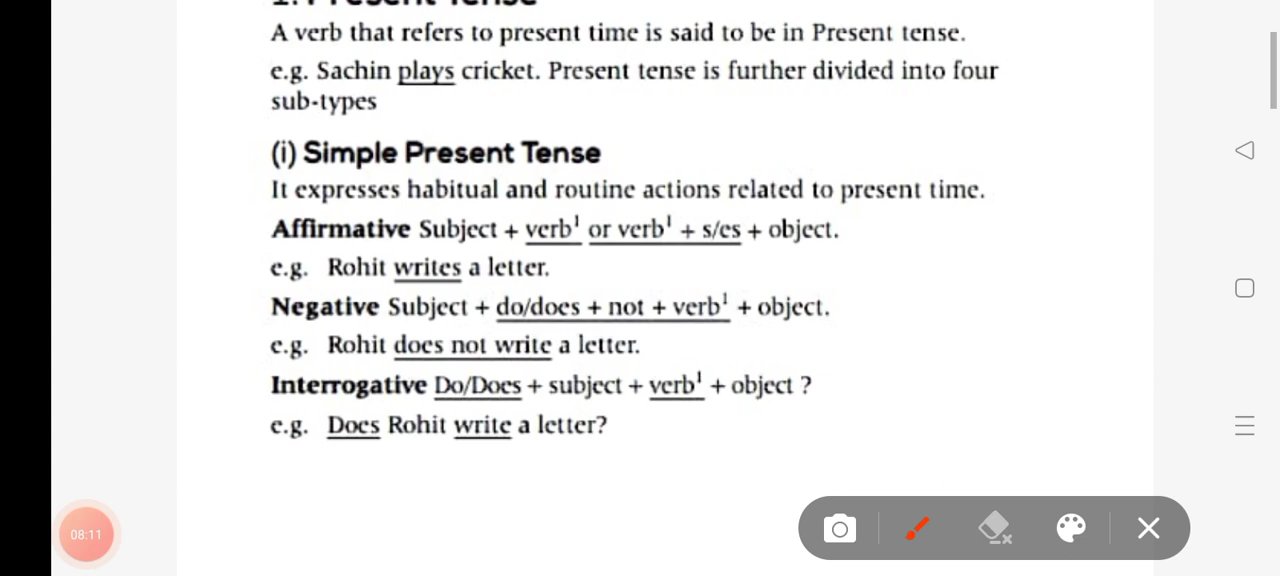 1. Present Tense
A verb that refers to present time is said to be in Present tense.
e.g. Sachin plays cricket. Present tense is further divided into four
sub-types
(i) Simple Present Tense
It expresses habitual and routine actions related to present time.
Affirmative Subject + verb¹ or verb¹ + s/es + object.
e.g. Rohit writes a letter.
Negative Subject + do/does + not + verb¹ + object.
e.g. Rohit does not write a letter.
Interrogative Do/Does + subject + verb¹ + object ?
e.g. Does Rohit write a letter?
08:11